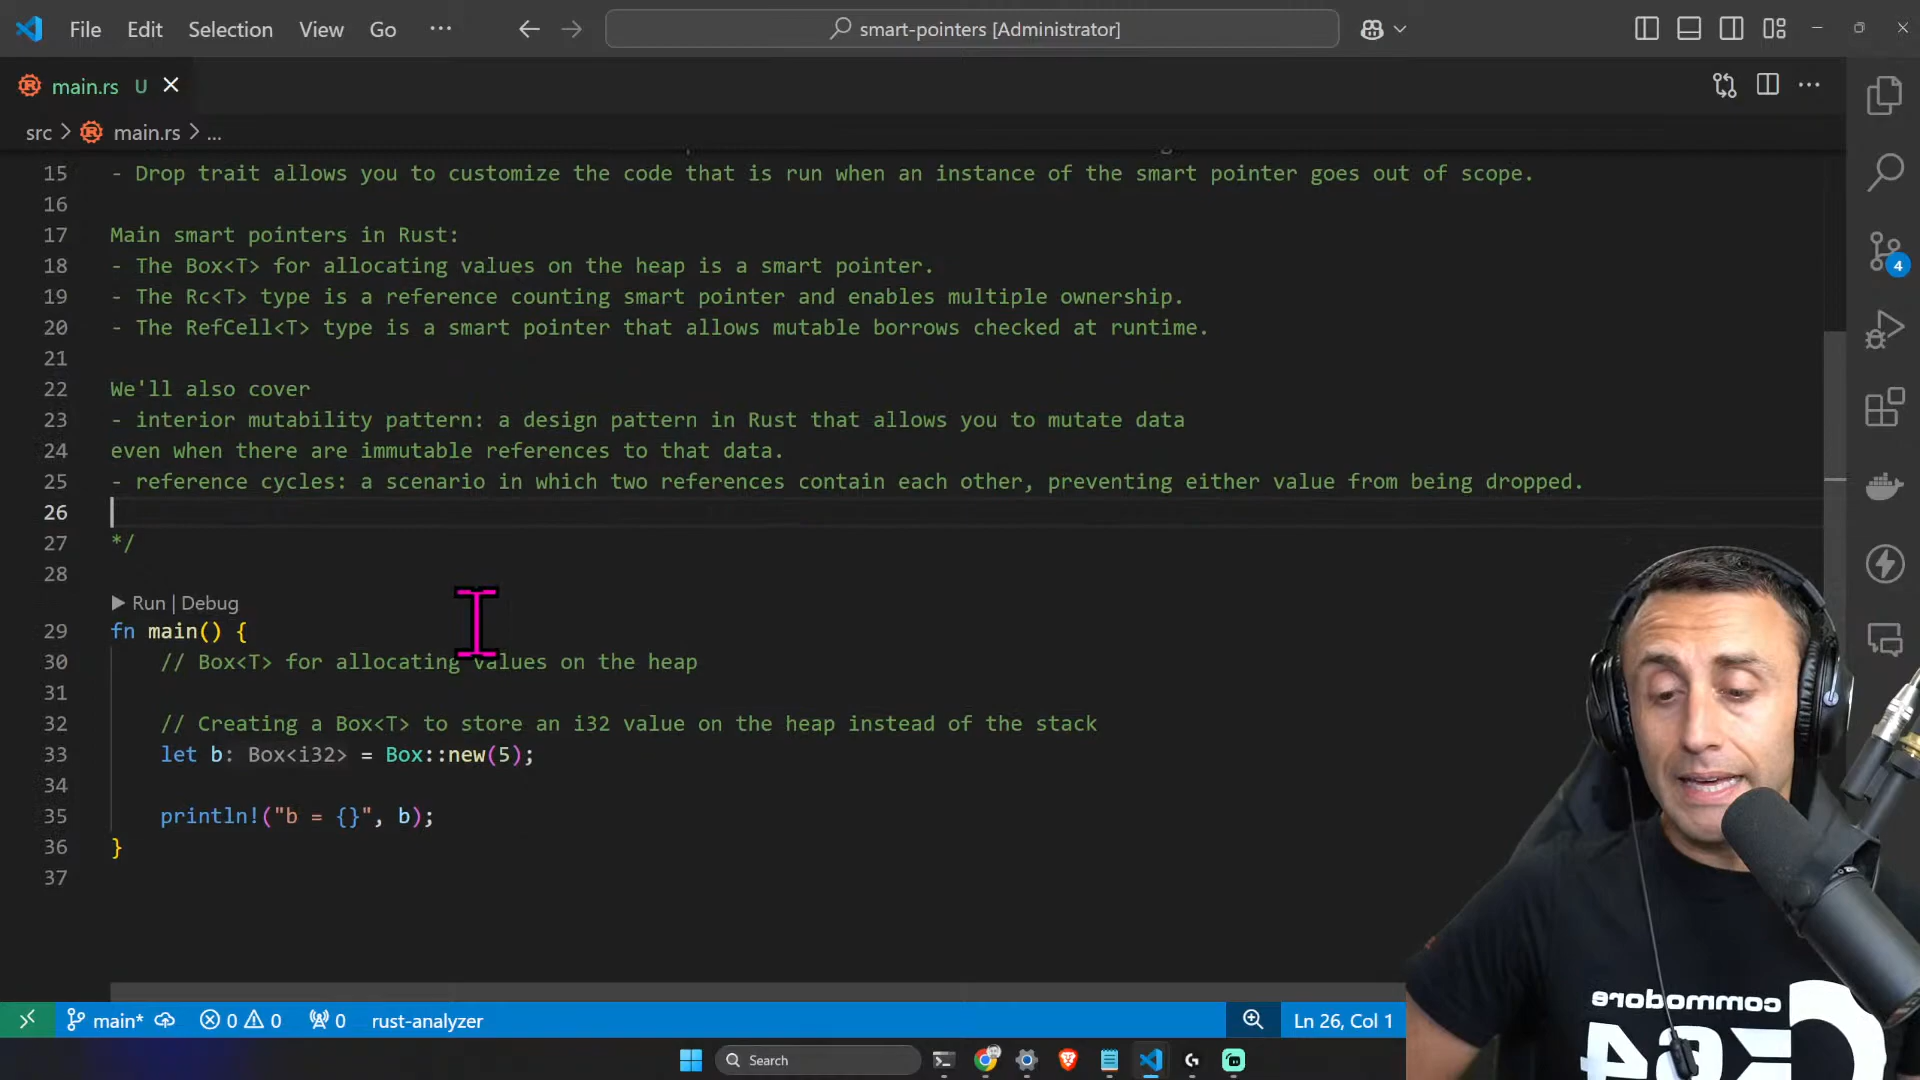 File Edit Selection View Go ··· smart-pointers [Administrator]
main.rs U
src > main.rs > ...
15 - Drop trait allows you to customize the code that is run when an instance of the smart pointer goes out of scope.
16
17 Main smart pointers in Rust:
18 - The Box<T> for allocating values on the heap is a smart pointer.
19 - The Rc<T> type is a reference counting smart pointer and enables multiple ownership.
20 - The RefCell<T> type is a smart pointer that allows mutable borrows checked at runtime.
21
22 We'll also cover
23 - interior mutability pattern: a design pattern in Rust that allows you to mutate data
24 even when there are immutable references to that data.
25 - reference cycles: a scenario in which two references contain each other, preventing either value from being dropped.
26
27 */
28
Run | Debug
29 fn main() {
30 // Box<T> for allocating values on the heap
31
32 // Creating a Box<T> to store an i32 value on the heap instead of the stack
33 let b: Box<i32> = Box::new(5);
34
35 println!("b = {}", b);
36 }
37
4
commodore
64
main* 0 0 0 rust-analyzer Ln 26, Col 1
Search